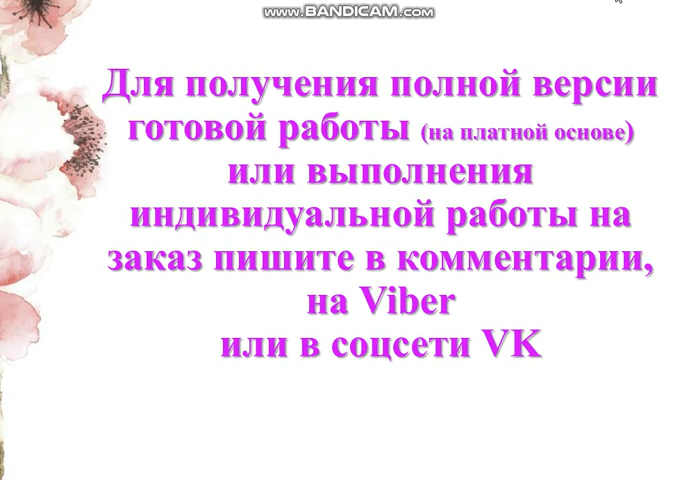 www.BANDICAM.com
Для получения полной версии
готовой работы (на платной основе)
или выполнения
индивидуальной работы на
заказ пишите в комментарии,
на Viber
или в соцсети VK